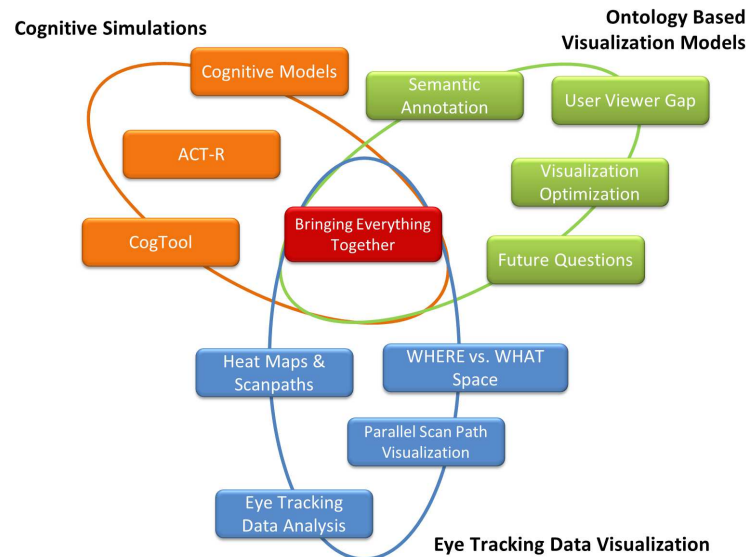 Cognitive Simulations
Ontology Based
Visualization Models
Cognitive Models
Semantic
Annotation
User Viewer Gap
ACT-R
Visualization
Optimization
CogTool
Bringing Everything
Together
Future Questions
Heat Maps &
Scanpaths
WHERE vs. WHAT
Space
Parallel Scan Path
Visualization
Eye Tracking
Data Analysis
Eye Tracking Data Visualization